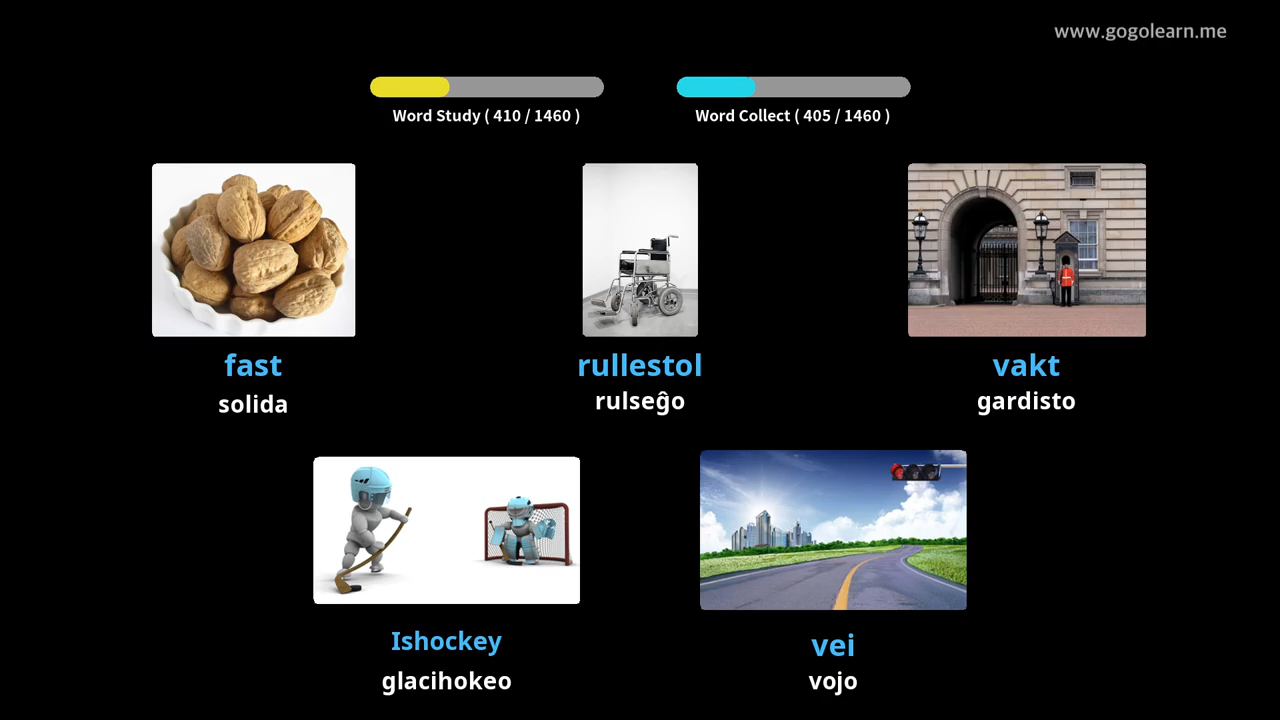 www.gogolearn.me
Word Study ( 410 / 1460 )
Word Collect ( 405 / 1460 )
fast
solida
rullestol
rulseĝo
vakt
gardisto
Ishockey
glacihokeo
vei
vojo